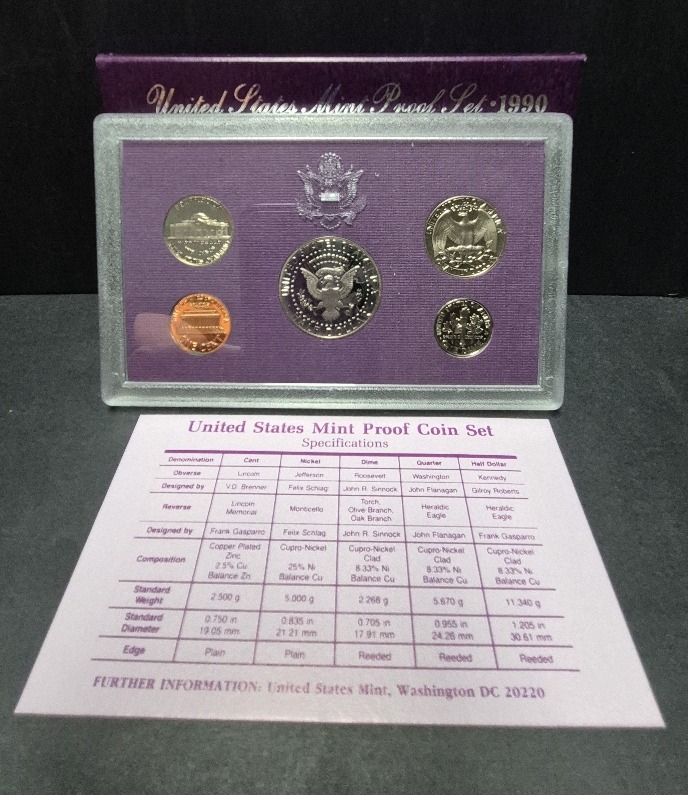 United States Mint Proof Set · 1990
United States Mint Proof Coin Set
Specifications
Denomination Cent Nickel Dime Quarter Half Dollar
Obverse Lincoln Jefferson Roosevelt Washington Kennedy
Designed by V.D. Brenner Felix Schlag John R. Sinnock John Flanagan Gilroy Roberts
Reverse Lincoln Memorial Monticello Torch, Olive Branch, Oak Branch Heraldic Eagle Heraldic Eagle
Designed by Frank Gasparro Felix Schlag John R. Sinnock John Flanagan Frank Gasparro
Composition Copper Plated Zinc 2.5% Cu Balance Zn Cupro-Nickel 25% Ni Balance Cu Cupro-Nickel Clad 8.33% Ni Balance Cu Cupro-Nickel Clad 8.33% Ni Balance Cu Cupro-Nickel Clad 8.33% Ni Balance Cu
Standard Weight 2.500 g 5.000 g 2.268 g 5.670 g 11.340 g
Standard Diameter 0.750 in 19.05 mm 0.835 in 21.21 mm 0.705 in 17.91 mm 0.955 in 24.26 mm 1.205 in 30.61 mm
Edge Plain Plain Reeded Reeded Reeded
FURTHER INFORMATION: United States Mint, Washington DC 20220
ONE CENT